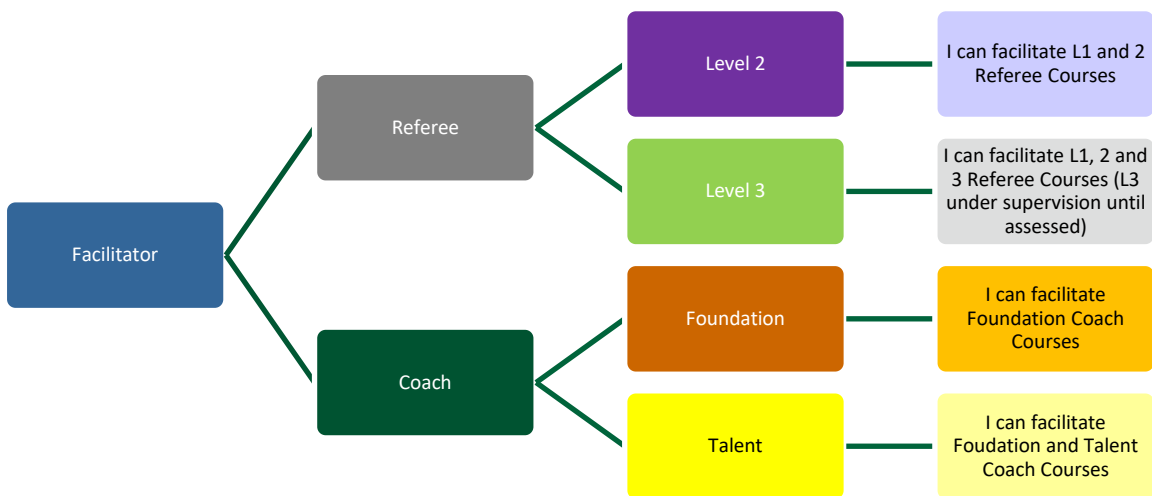 Facilitator
Referee
Level 2
I can facilitate L1 and 2
Referee Courses
Level 3
I can facilitate L1, 2 and
3 Referee Courses (L3
under supervision until
assessed)
Coach
Foundation
I can facilitate
Foundation Coach
Courses
Talent
I can facilitate
Foudation and Talent
Coach Courses